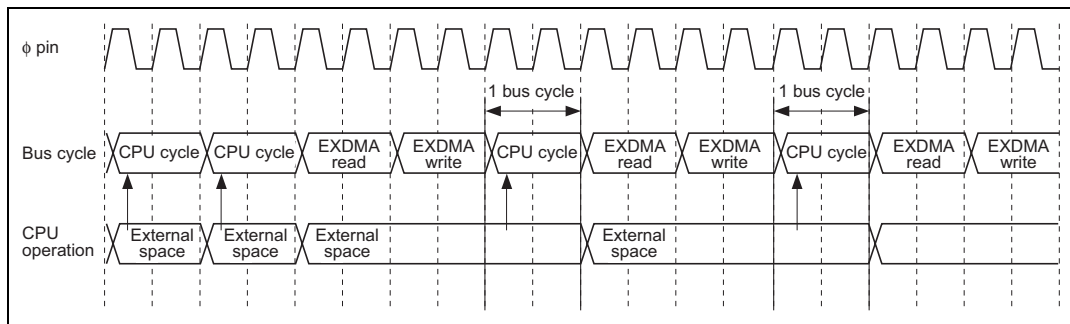 φ pin
1 bus cycle 1 bus cycle
Bus cycle
CPU cycle CPU cycle EXDMA read EXDMA write CPU cycle EXDMA read EXDMA write CPU cycle EXDMA read EXDMA write
CPU operation
External space External space External space External space